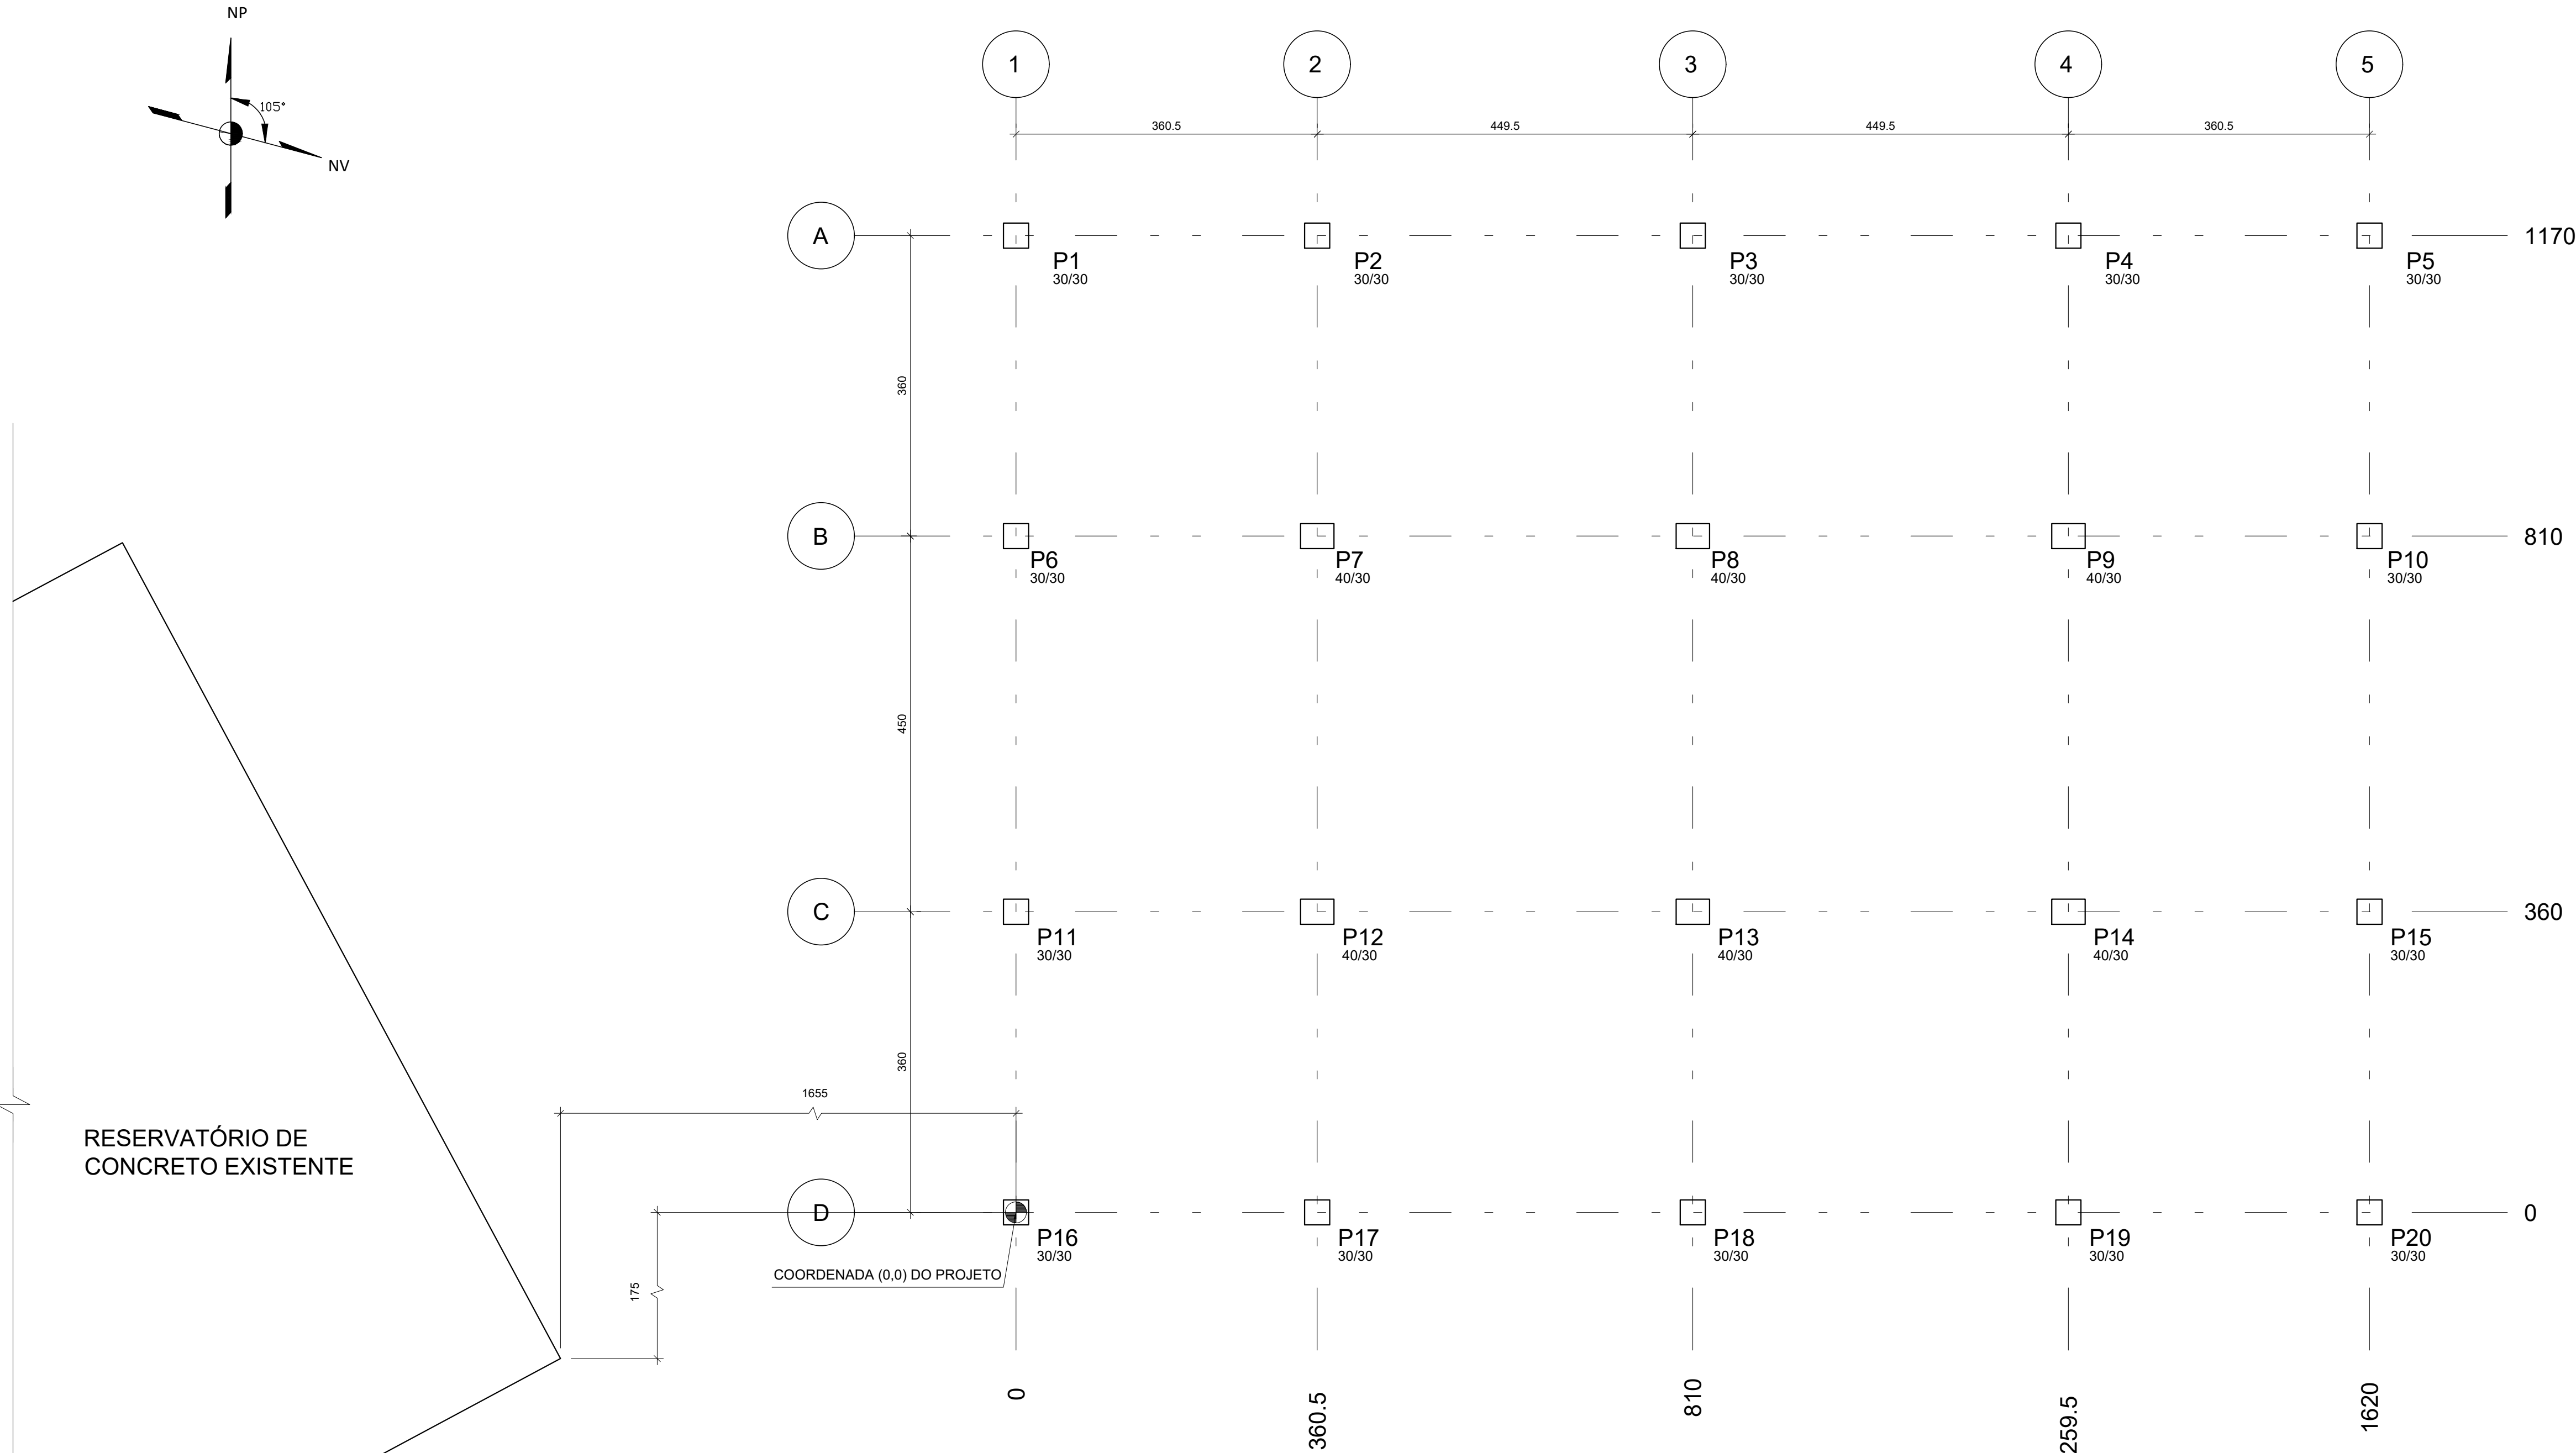 NP
105°
NV
1
2
3
4
5
360.5
449.5
449.5
360.5
A
1170
P1
30/30
P2
30/30
P3
30/30
P4
30/30
P5
30/30
360
B
810
P6
30/30
P7
40/30
P8
40/30
P9
40/30
P10
30/30
450
C
360
P11
30/30
P12
40/30
P13
40/30
P14
40/30
P15
30/30
360
1655
RESERVATÓRIO DE
CONCRETO EXISTENTE
D
0
P16
30/30
P17
30/30
P18
30/30
P19
30/30
P20
30/30
COORDENADA (0,0) DO PROJETO
175
0
360.5
810
259.5
1620